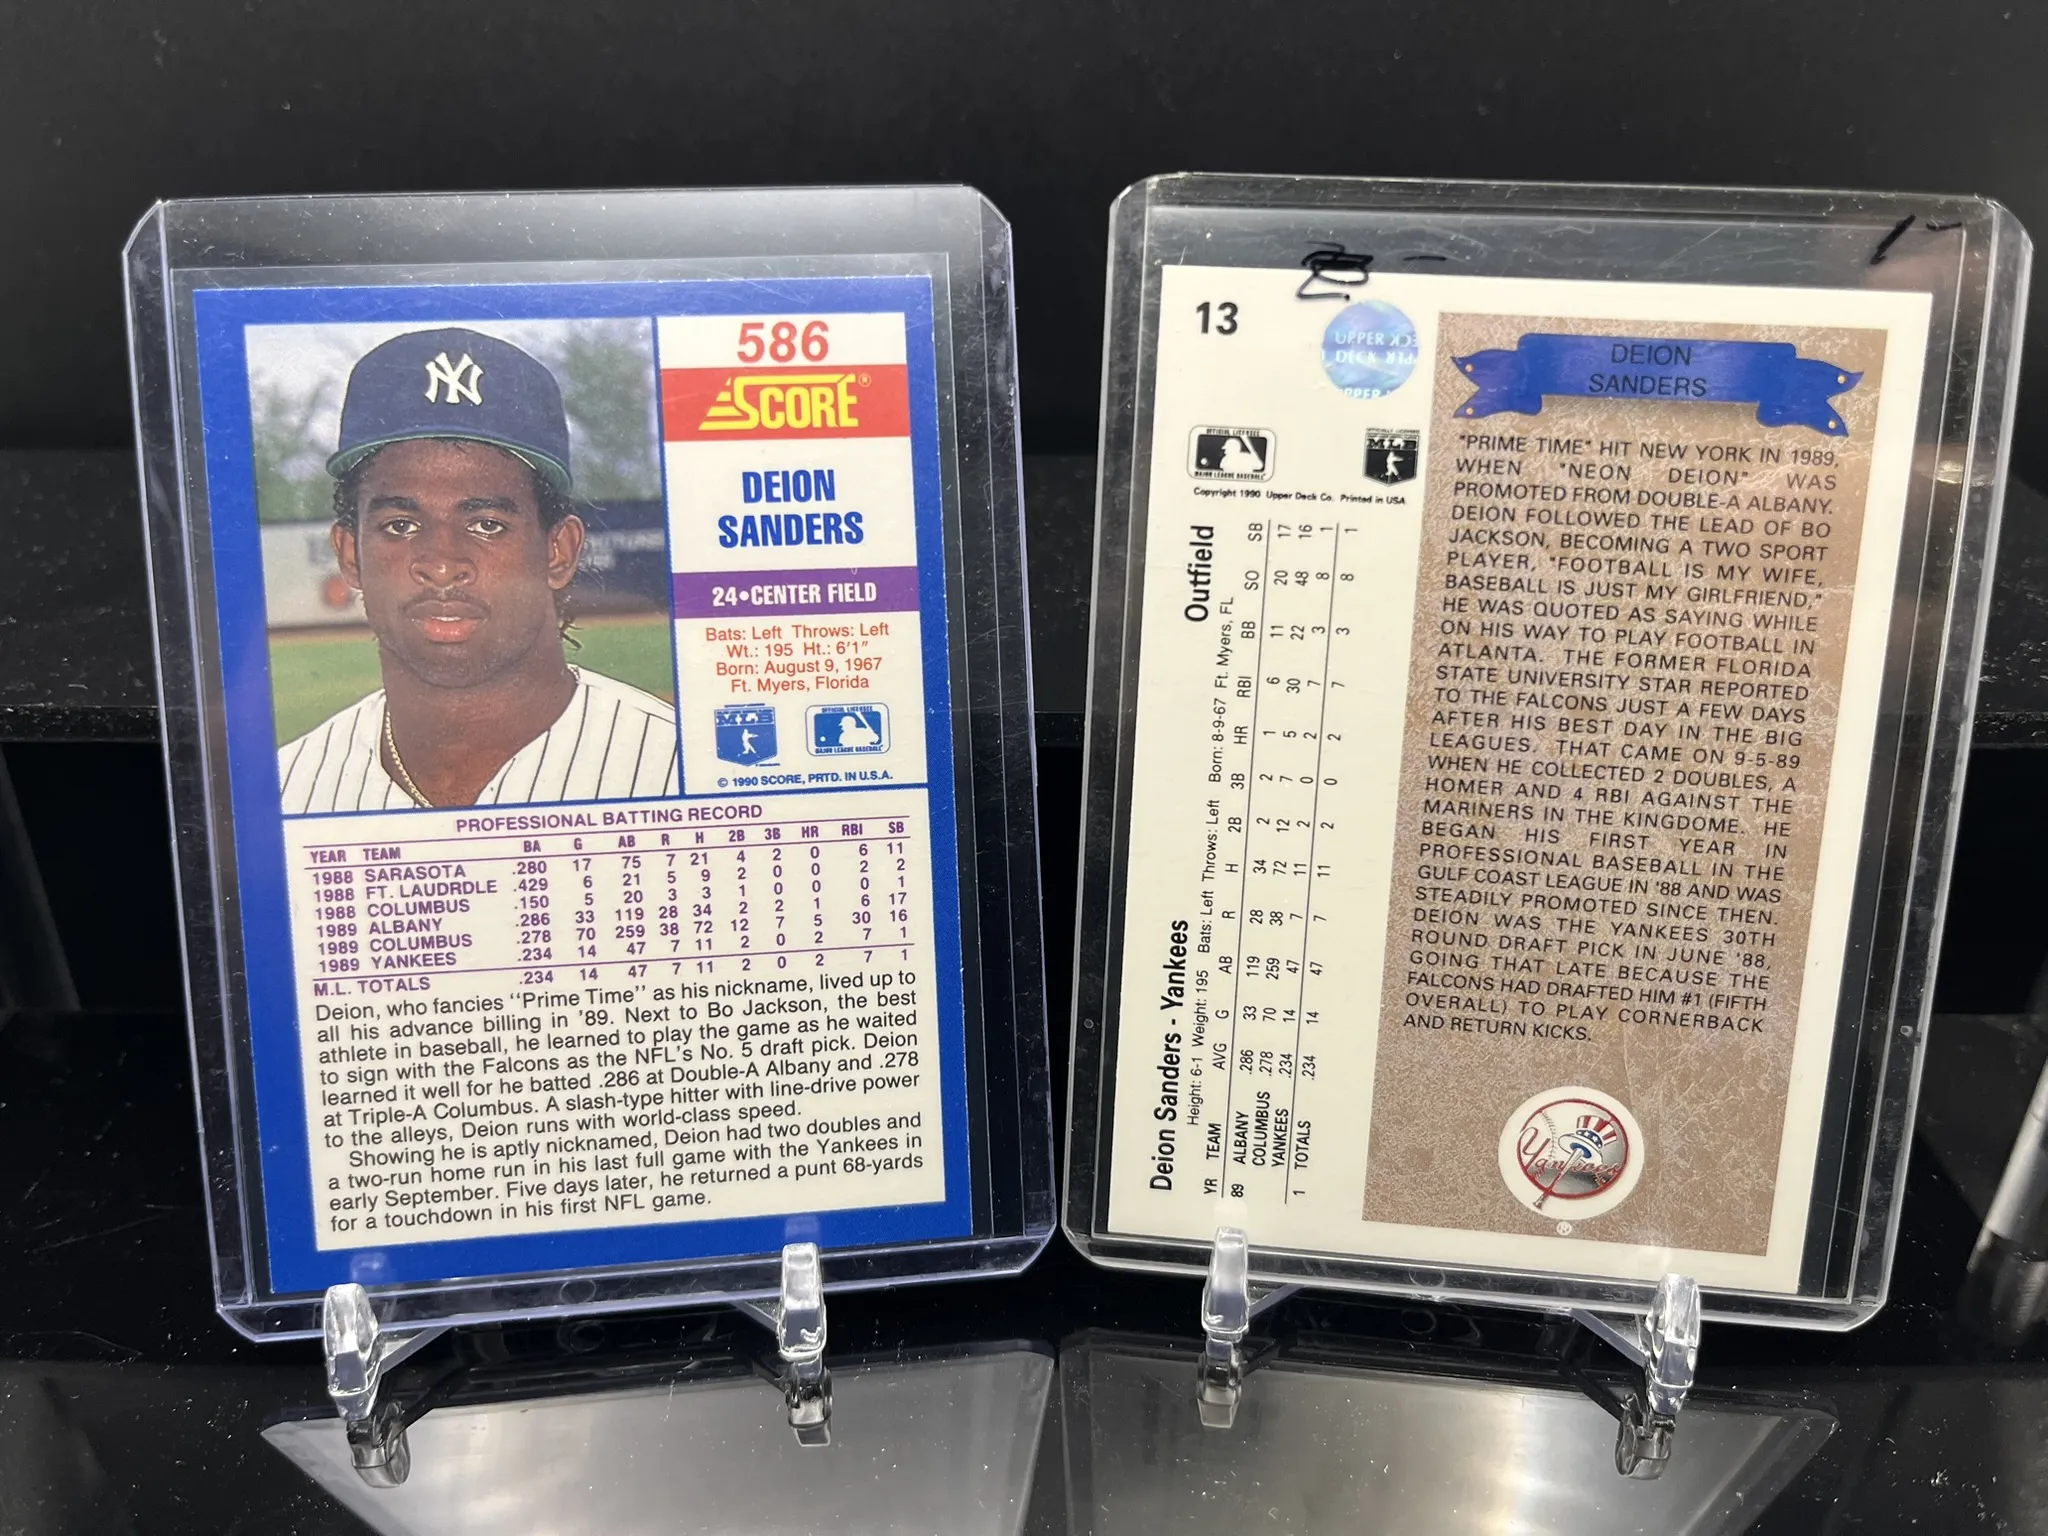 586
SCORE®
DEION
SANDERS
24•CENTER FIELD
Bats: Left Throws: Left
Wt.: 195 Ht.: 6'1"
Born: August 9, 1967
Ft. Myers, Florida
MLB
OFFICIAL LICENSEE
MAJOR LEAGUE BASEBALL
© 1990 SCORE, PRTD. IN U.S.A.
PROFESSIONAL BATTING RECORD
YEAR TEAM BA G AB R H 2B 3B HR RBI SB
1988 SARASOTA .280 17 75 7 21 4 2 0 6 11
1988 FT. LAUDRDLE .429 6 21 5 9 2 0 0 2 2
1988 COLUMBUS .150 5 20 3 3 1 0 0 0 1
1989 ALBANY .286 33 119 28 34 2 2 1 6 17
1989 COLUMBUS .278 70 259 38 72 12 7 5 30 16
1989 YANKEES .234 14 47 7 11 2 0 2 7 1
M.L. TOTALS .234 14 47 7 11 2 0 2 7 1
Deion, who fancies "Prime Time" as his nickname, lived up to
all his advance billing in '89. Next to Bo Jackson, the best
athlete in baseball, he learned to play the game as he waited
to sign with the Falcons as the NFL's No. 5 draft pick. Deion
learned it well for he batted .286 at Double-A Albany and .278
at Triple-A Columbus. A slash-type hitter with line-drive power
to the alleys, Deion runs with world-class speed.
Showing he is aptly nicknamed, Deion had two doubles and
a two-run home run in his last full game with the Yankees in
early September. Five days later, he returned a punt 68-yards
for a touchdown in his first NFL game.
13
UPPER DECK
OFFICIAL LICENSEE
MAJOR LEAGUE BASEBALL
MLB
Copyright 1990 Upper Deck Co. Printed in USA
Deion Sanders - Yankees Outfield
Height: 6-1 Weight: 195 Bats: Left Throws: Left Born: 8-9-67 Ft. Myers, FL
YR TEAM AVG G AB R H 2B 3B HR RBI BB SO SB
89 ALBANY .286 33 119 28 34 2 2 1 6 11 20 17
COLUMBUS .278 70 259 38 72 12 7 5 30 22 48 16
YANKEES .234 14 47 7 11 2 0 2 7 3 8 1
1 TOTALS .234 14 47 7 11 2 0 2 7 3 8 1
DEION
SANDERS
"PRIME TIME" HIT NEW YORK IN 1989,
WHEN "NEON DEION" WAS
PROMOTED FROM DOUBLE-A ALBANY.
DEION FOLLOWED THE LEAD OF BO
JACKSON, BECOMING A TWO SPORT
PLAYER, "FOOTBALL IS MY WIFE,
BASEBALL IS JUST MY GIRLFRIEND,"
HE WAS QUOTED AS SAYING WHILE
ON HIS WAY TO PLAY FOOTBALL IN
ATLANTA. THE FORMER FLORIDA
STATE UNIVERSITY STAR REPORTED
TO THE FALCONS JUST A FEW DAYS
AFTER HIS BEST DAY IN THE BIG
LEAGUES. THAT CAME ON 9-5-89
WHEN HE COLLECTED 2 DOUBLES, A
HOMER AND 4 RBI AGAINST THE
MARINERS IN THE KINGDOME. HE
BEGAN HIS FIRST YEAR IN
PROFESSIONAL BASEBALL IN THE
GULF COAST LEAGUE IN '88 AND WAS
STEADILY PROMOTED SINCE THEN.
DEION WAS THE YANKEES 30TH
ROUND DRAFT PICK IN JUNE '88,
GOING THAT LATE BECAUSE THE
FALCONS HAD DRAFTED HIM #1 (FIFTH
OVERALL) TO PLAY CORNERBACK
AND RETURN KICKS.
Yankees
®